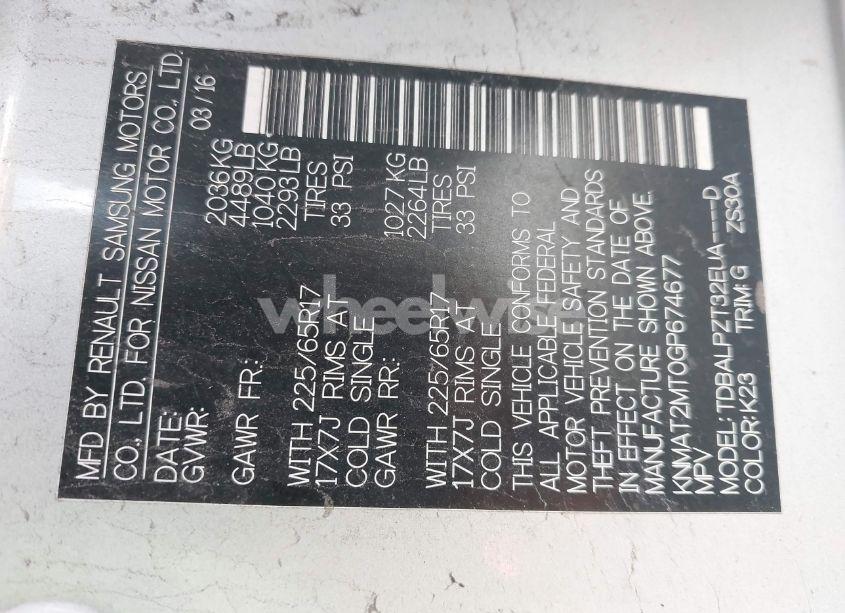 MFD BY RENAULT SAMSUNG MOTORS
CO., LTD. FOR NISSAN MOTOR CO., LTD.
DATE: 03/16
GVWR: 2036KG
4489LB
GAWR FR: 1040KG
2293LB
WITH 225/65R17 TIRES
17X7J RIMS AT 33 PSI
COLD SINGLE
GAWR RR: 1027KG
2264LB
WITH 225/65R17 TIRES
17X7J RIMS AT 33 PSI
COLD SINGLE
THIS VEHICLE CONFORMS TO
ALL APPLICABLE FEDERAL
MOTOR VEHICLE SAFETY AND
THEFT PREVENTION STANDARDS
IN EFFECT ON THE DATE OF
MANUFACTURE SHOWN ABOVE.
KNMAT2MT0GP674677
MPV
MODEL: TDBALPZT32EUA----D
COLOR: K23 TRIM: G ZS30A
wheelwise